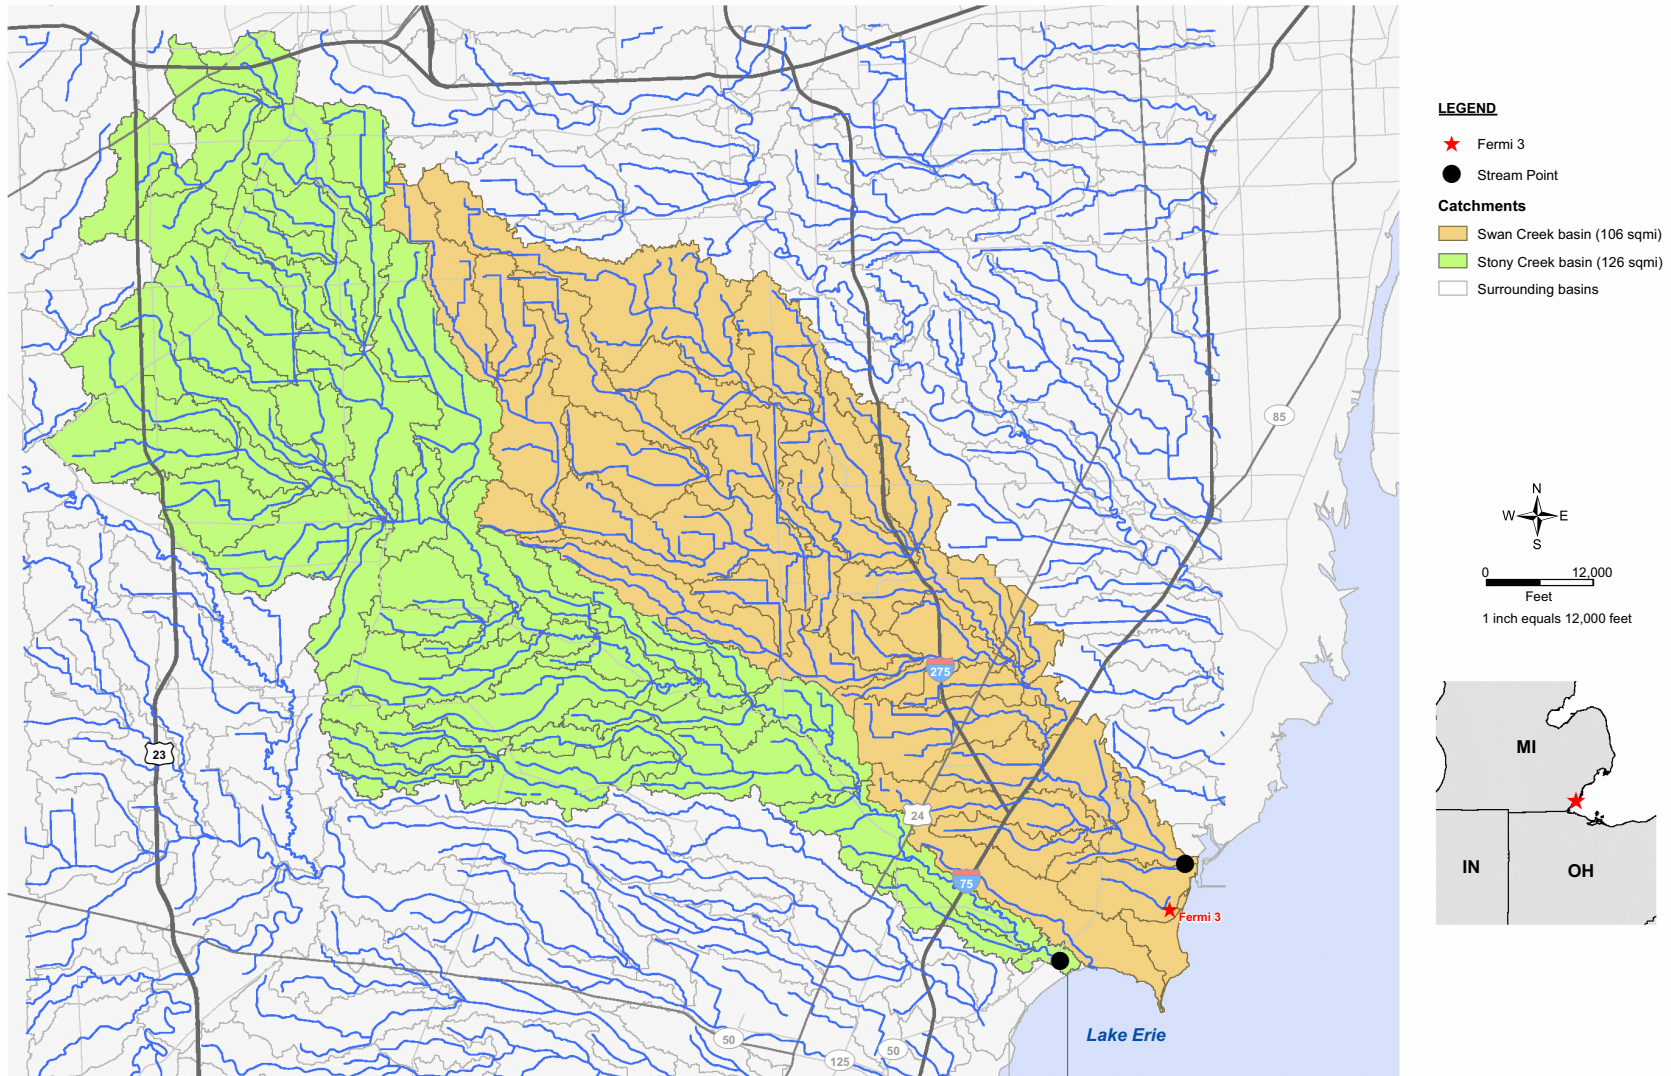 LEGEND
Fermi 3
Stream Point
Catchments
Swan Creek basin (106 sqmi)
Stony Creek basin (126 sqmi)
Surrounding basins
85
N
W E
S
0 12,000
Feet
1 inch equals 12,000 feet
275
23
24
75
Fermi 3
MI
IN
OH
Lake Erie
50
50
125